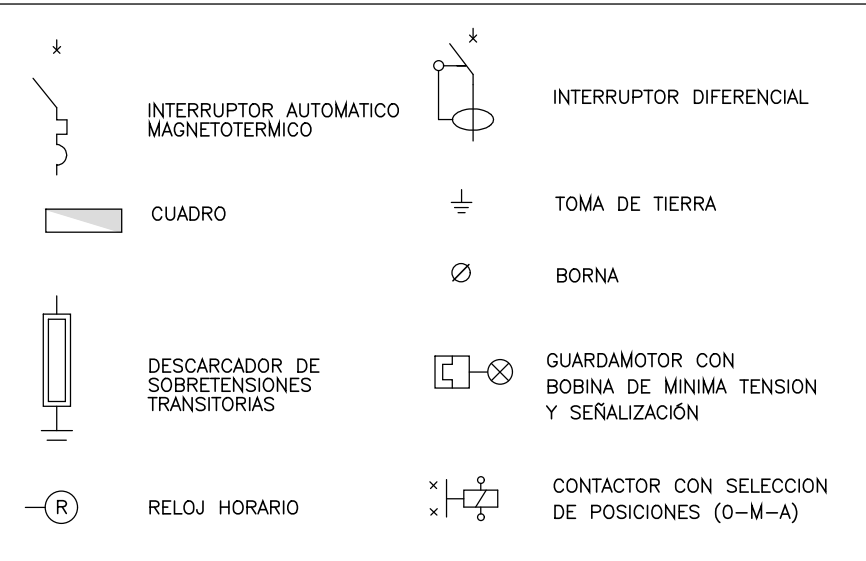 INTERRUPTOR AUTOMATICO
MAGNETOTERMICO
INTERRUPTOR DIFERENCIAL
CUADRO
TOMA DE TIERRA
BORNA
DESCARCADOR DE
SOBRETENSIONES
TRANSITORIAS
GUARDAMOTOR CON
BOBINA DE MINIMA TENSION
Y SEÑALIZACIÓN
R
RELOJ HORARIO
CONTACTOR CON SELECCION
DE POSICIONES (0-M-A)